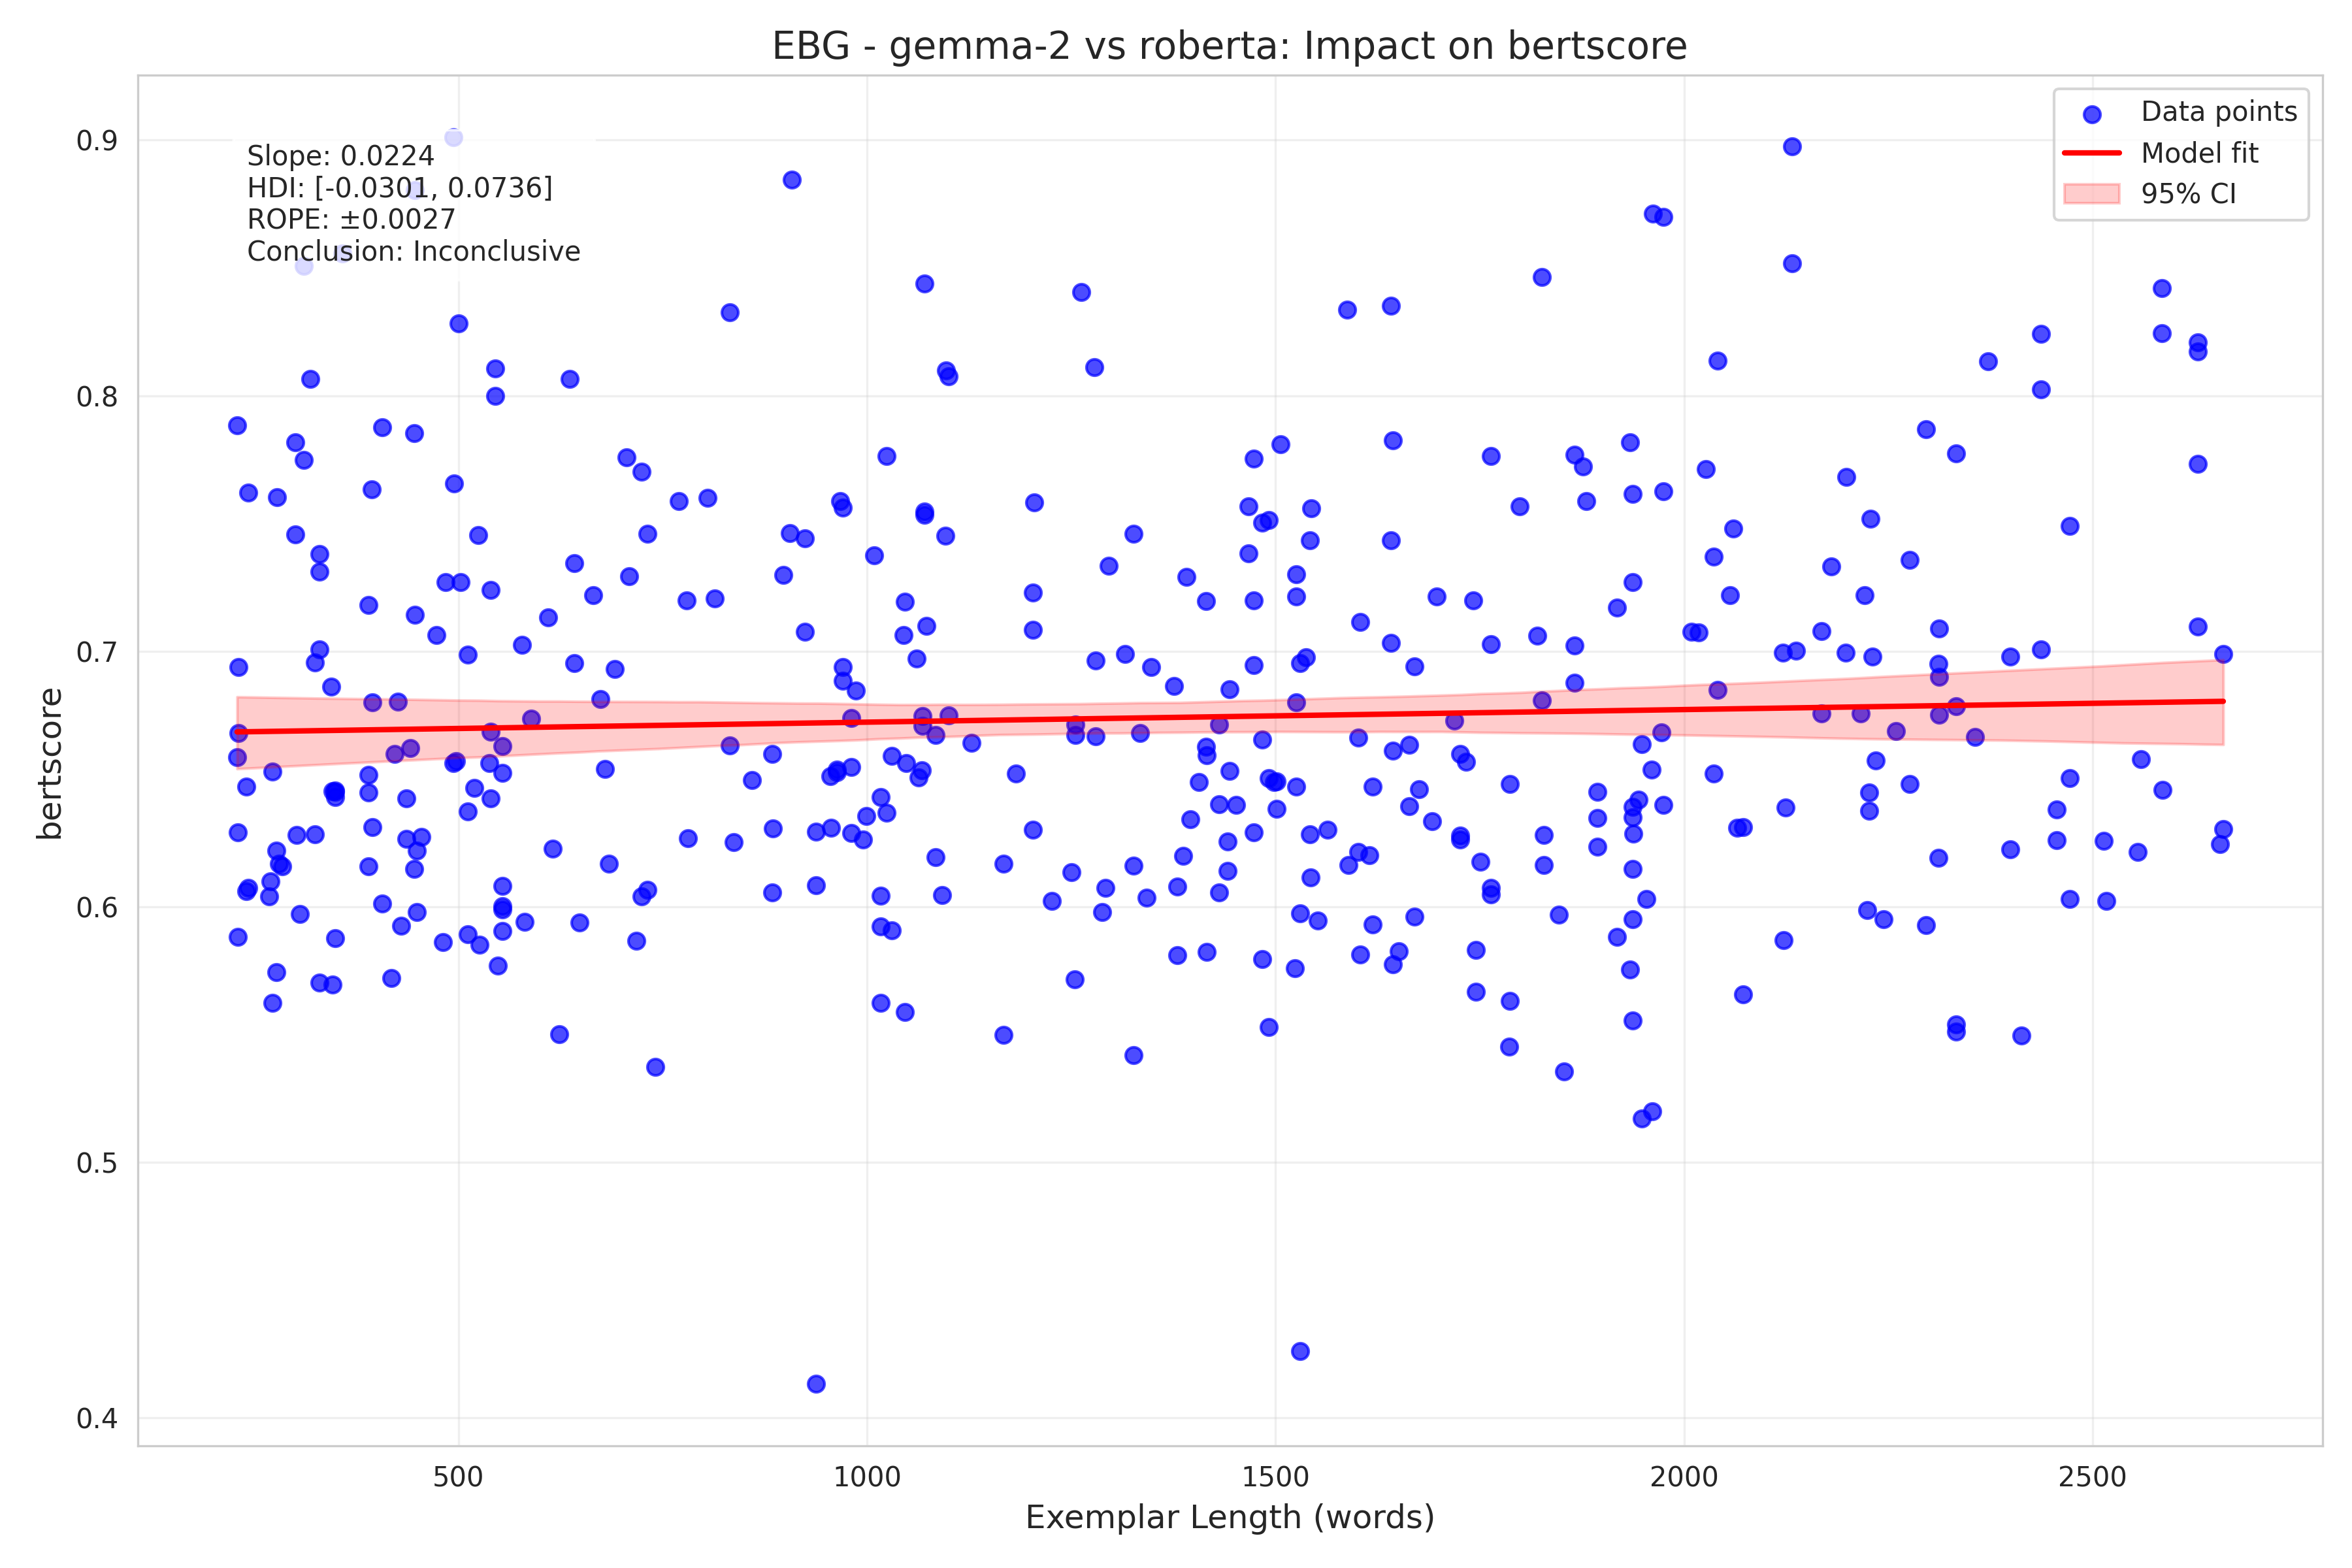 EBG - gemma-2 vs roberta: Impact on bertscore
Slope: 0.0224
HDI: [-0.0301, 0.0736]
ROPE: ±0.0027
Conclusion: Inconclusive
Data points
Model fit
95% CI
bertscore
0.9
0.8
0.7
0.6
0.5
0.4
500
1000
1500
2000
2500
Exemplar Length (words)